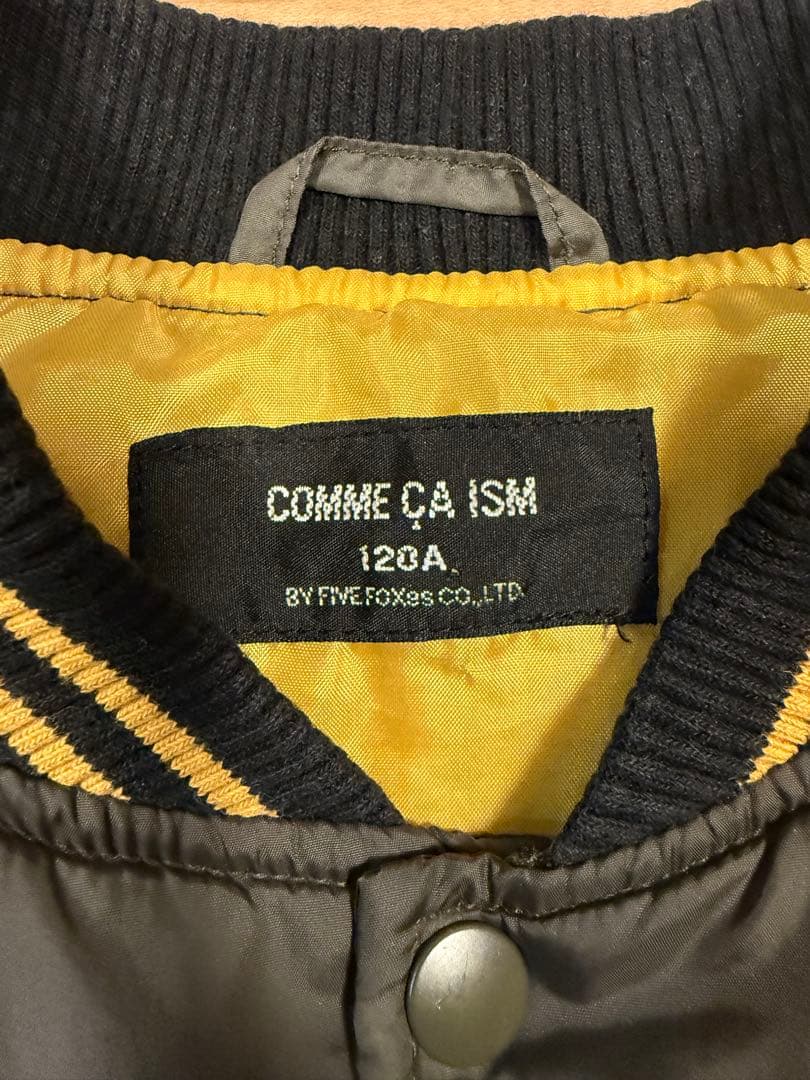 COMME ÇA ISM
120A
BY FIVE FOXes CO.,LTD.